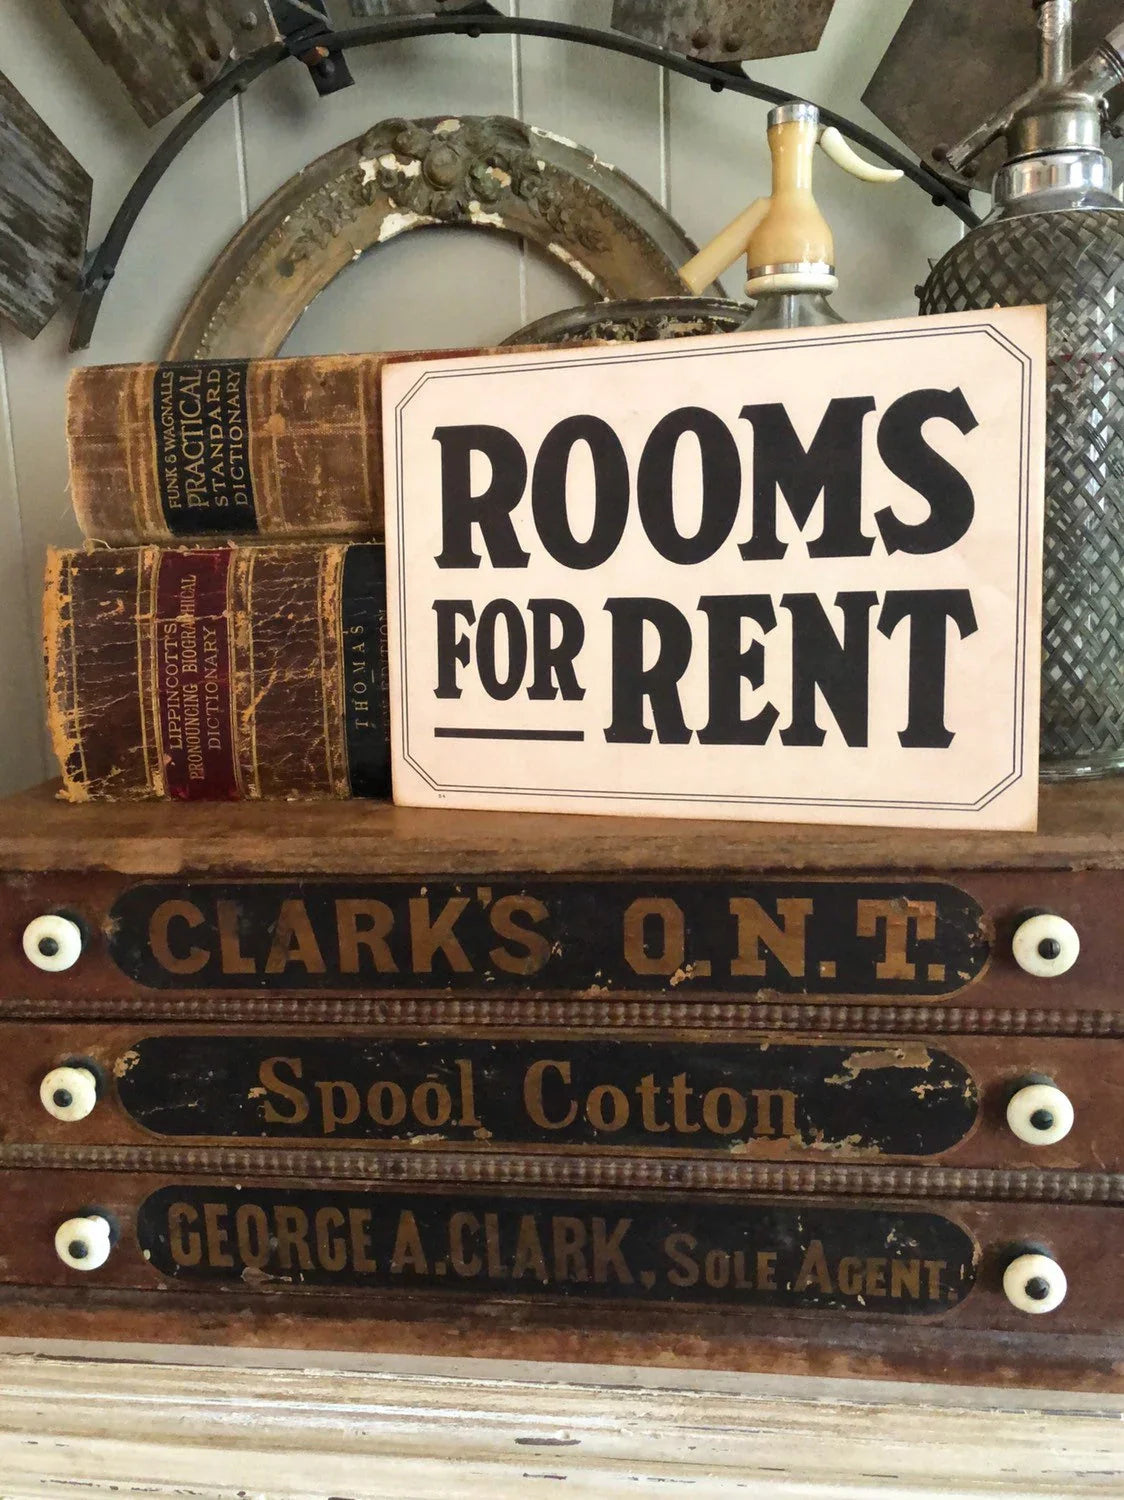 FUNK & WAGNALLS
PRACTICAL
STANDARD
DICTIONARY
LIPPINCOTT'S
PRONOUNCING BIOGRAPHICAL
DICTIONARY
THOMAS
ROOMS
FOR RENT
CLARK'S O.N.T.
Spool Cotton
GEORGE A. CLARK, SOLE AGENT.